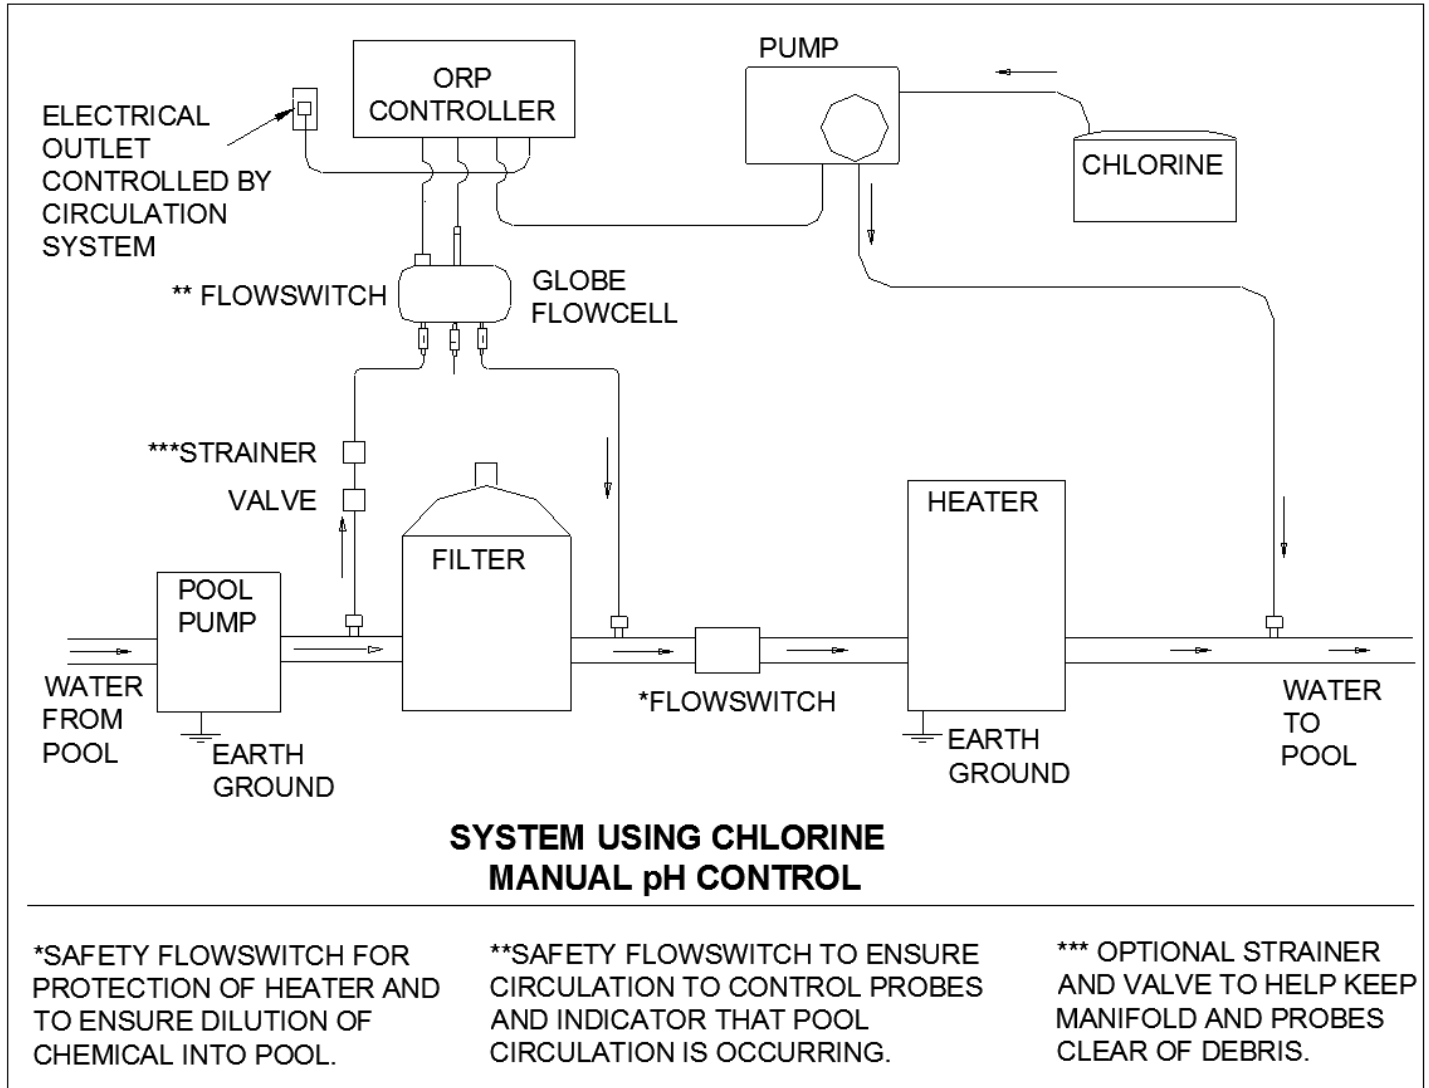 PUMP
ORP
CONTROLLER
ELECTRICAL
OUTLET
CONTROLLED BY
CIRCULATION
SYSTEM
CHLORINE
** FLOWSWITCH
GLOBE
FLOWCELL
***STRAINER
VALVE
HEATER
FILTER
POOL
PUMP
WATER
FROM
POOL
*FLOWSWITCH
WATER
TO
POOL
EARTH
GROUND
EARTH
GROUND
SYSTEM USING CHLORINE
MANUAL pH CONTROL
*SAFETY FLOWSWITCH FOR
PROTECTION OF HEATER AND
TO ENSURE DILUTION OF
CHEMICAL INTO POOL.
**SAFETY FLOWSWITCH TO ENSURE
CIRCULATION TO CONTROL PROBES
AND INDICATOR THAT POOL
CIRCULATION IS OCCURRING.
*** OPTIONAL STRAINER
AND VALVE TO HELP KEEP
MANIFOLD AND PROBES
CLEAR OF DEBRIS.